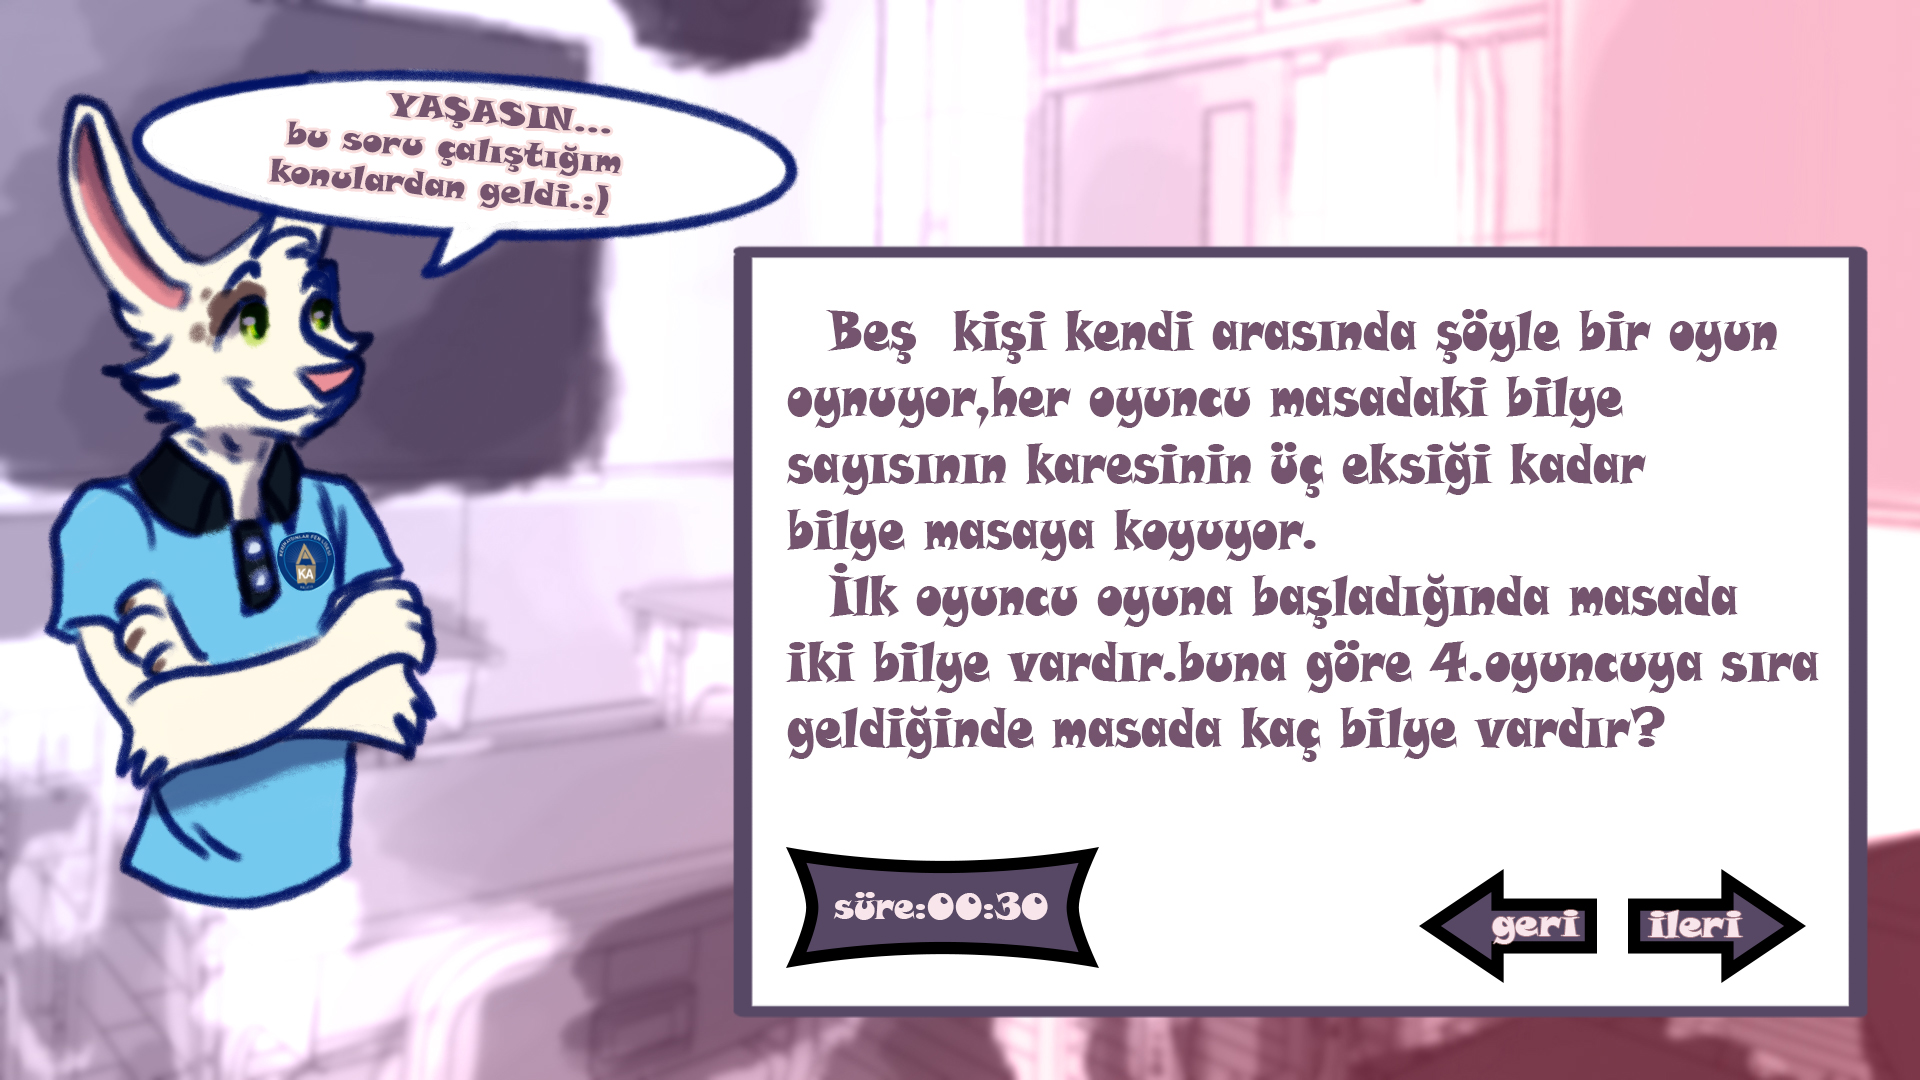 YAŞASIN...
bu soru çalıştığım
konulardan geldi.:)
Beş kişi kendi arasında şöyle bir oyun
oynuyor,her oyuncu masadaki bilye
sayısının karesinin üç eksiği kadar
bilye masaya koyuyor.
İlk oyuncu oyuna başladığında masada
iki bilye vardır.buna göre 4.oyuncuya sıra
geldiğinde masada kaç bilye vardır?
süre:00:30
geri
ileri
KA